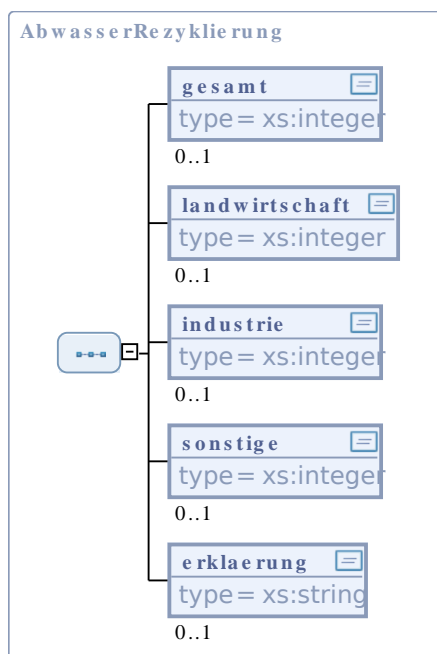 AbwasserRezyklierung
gesamt
type= xs:integer
0..1
landwirtschaft
type= xs:integer
0..1
industrie
type= xs:integer
0..1
sonstige
type= xs:integer
0..1
erklaerung
type= xs:string
0..1